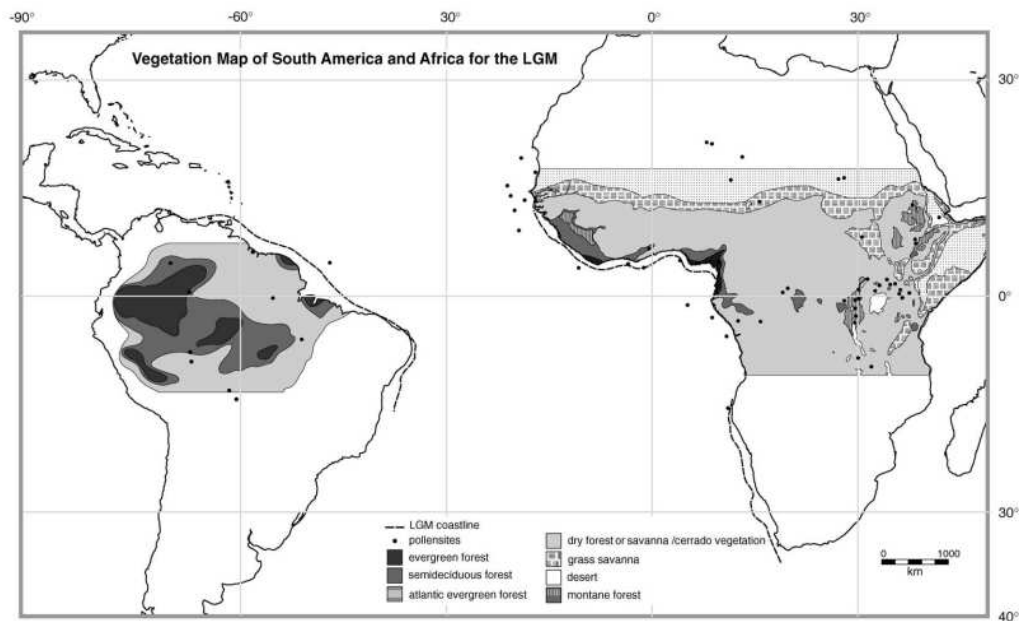 -90°
-60°
0°
30°
Vegetation Map of South America and Africa for the LGM
30°
0°
30°
40°
LGM coastline
pollensites
evergreen forest
semideciduous forest
atlantic evergreen forest
dry forest or savanna /cerrado vegetation
grass savanna
desert
montane forest
0 1000
km